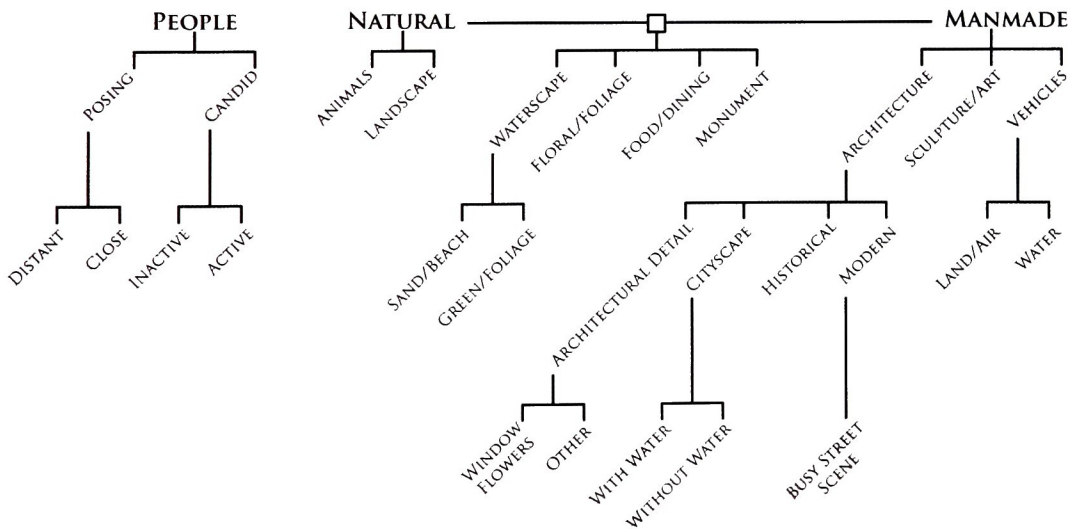 PEOPLE
NATURAL
MANMADE
POSING
CANDID
ANIMALS
LANDSCAPE
WATERSCAPE
FLORAL/FOLIAGE
FOOD/DINING
MONUMENT
ARCHITECTURE
SCULPTURE/ART
VEHICLES
DISTANT
CLOSE
INACTIVE
ACTIVE
SAND/BEACH
GREEN/FOLIAGE
ARCHITECTURAL DETAIL
CITYSCAPE
HISTORICAL
MODERN
LAND/AIR
WATER
WINDOW
FLOWERS
OTHER
WITH WATER
WITHOUT WATER
BUSY STREET
SCENE